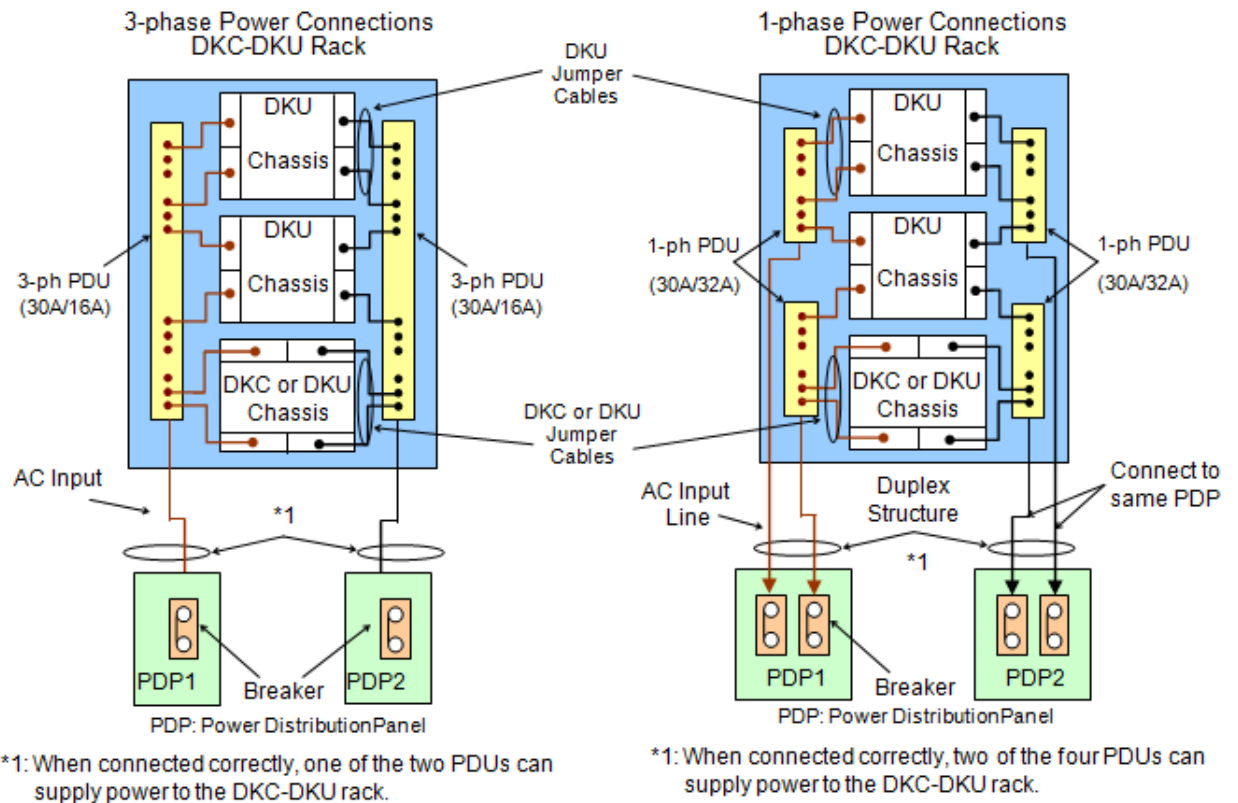 3-phase Power Connections
DKC-DKU Rack
DKU
Jumper
Cables
1-phase Power Connections
DKC-DKU Rack
DKU
Chassis
DKU
Chassis
DKC or DKU
Chassis
3-ph PDU
(30A/16A)
3-ph PDU
(30A/16A)
DKC or DKU
Jumper
Cables
AC Input
*1
PDP1
Breaker
PDP2
PDP: Power DistributionPanel
*1: When connected correctly, one of the two PDUs can
supply power to the DKC-DKU rack.
DKU
Chassis
DKU
Chassis
DKC or DKU
Chassis
1-ph PDU
(30A/32A)
1-ph PDU
(30A/32A)
AC Input
Line
Duplex
Structure
*1
Connect to
same PDP
PDP1
Breaker
PDP2
PDP: Power DistributionPanel
*1: When connected correctly, two of the four PDUs can
supply power to the DKC-DKU rack.